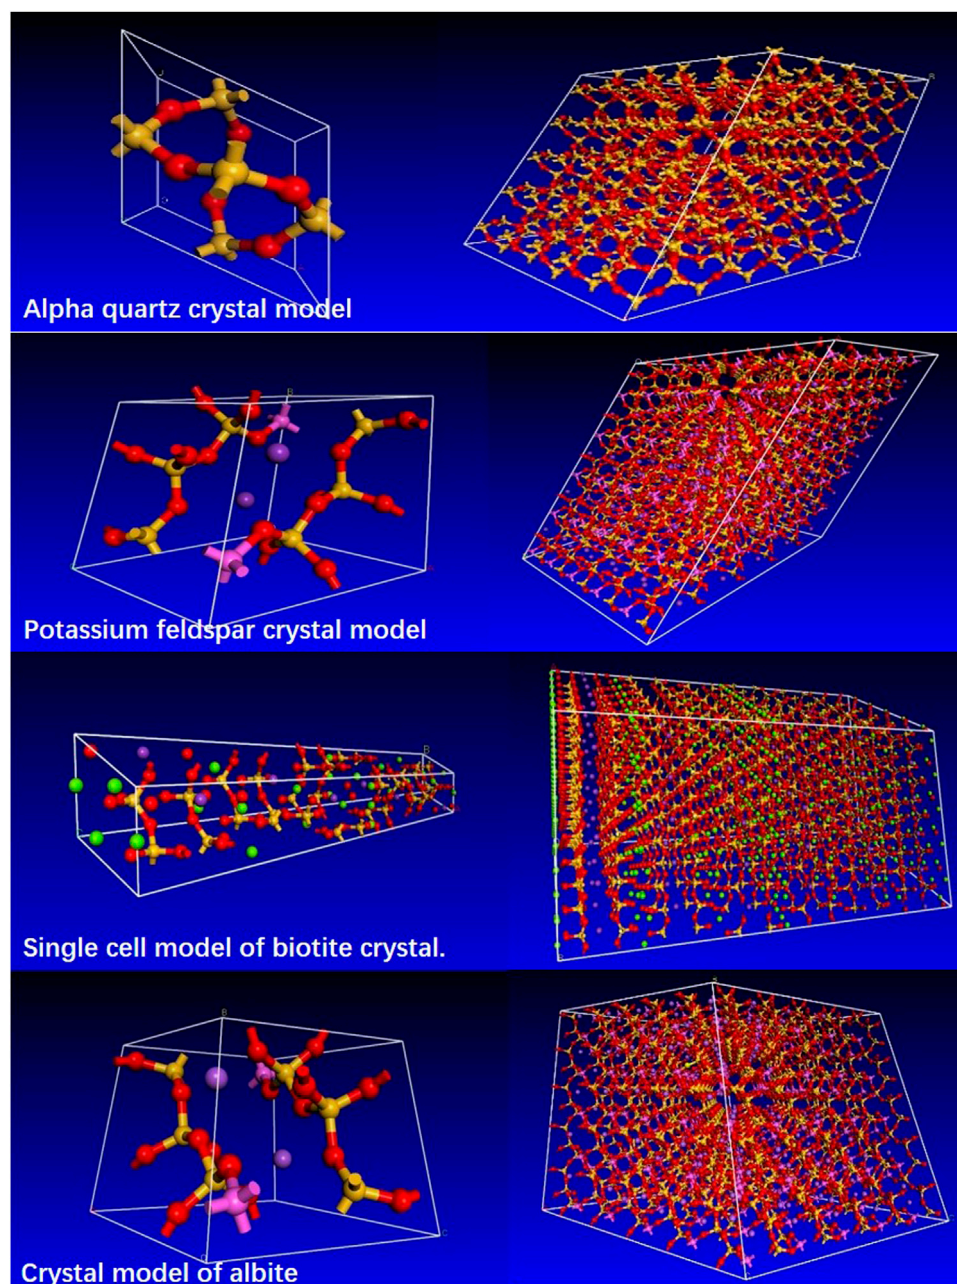 Alpha quartz crystal model
Potassium feldspar crystal model
Single cell model of biotite crystal.
Crystal model of albite